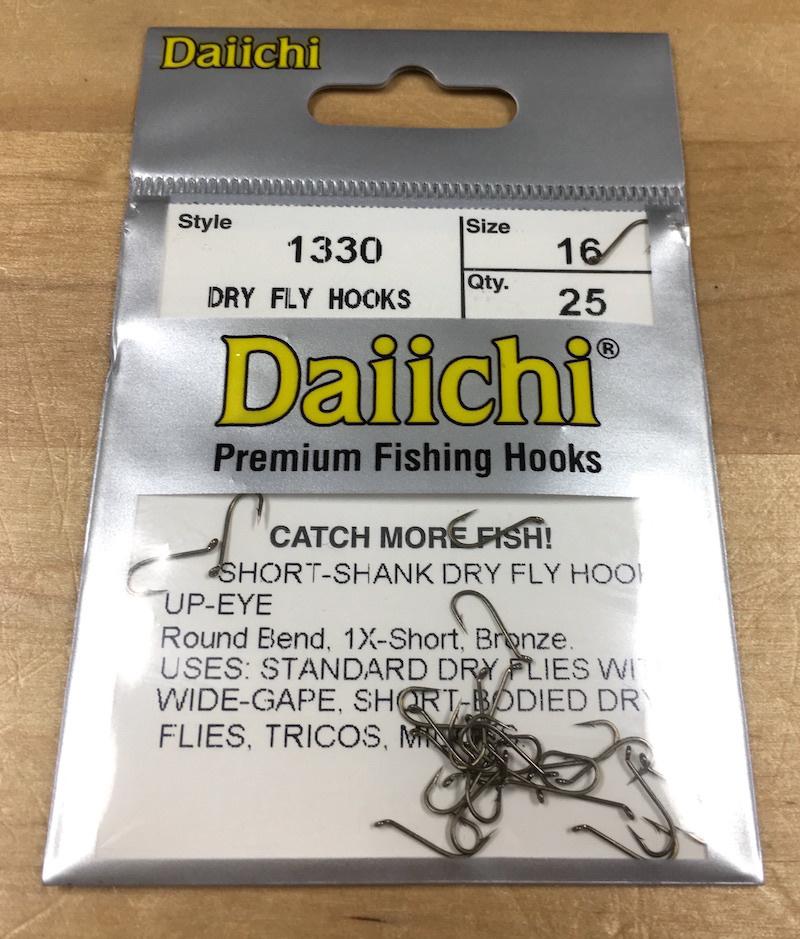 Daiichi
Style
1330
DRY FLY HOOKS
Size
16
Qty.
25
Daiichi®
Premium Fishing Hooks
CATCH MORE FISH!
SHORT-SHANK DRY FLY
UP-EYE
Round Bend, 1X-Short, Bronze.
USES: STANDARD DRY FLIES
WIDE-GAPE, SHORT-BODIED DRY
FLIES, TRICOS,